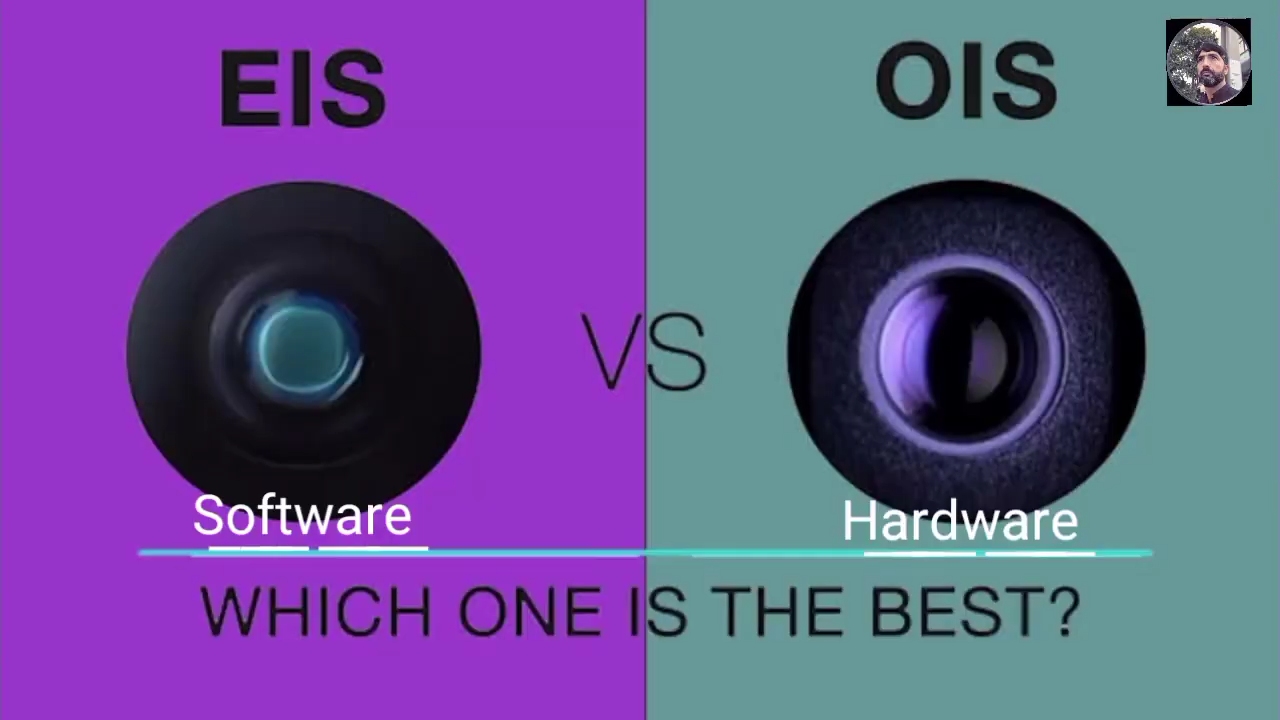 EIS
OIS
VS
Software
Hardware
WHICH ONE IS THE BEST?